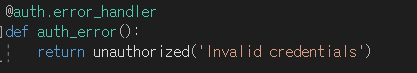 @auth.error_handler
def auth_error():
    return unauthorized('Invalid credentials')